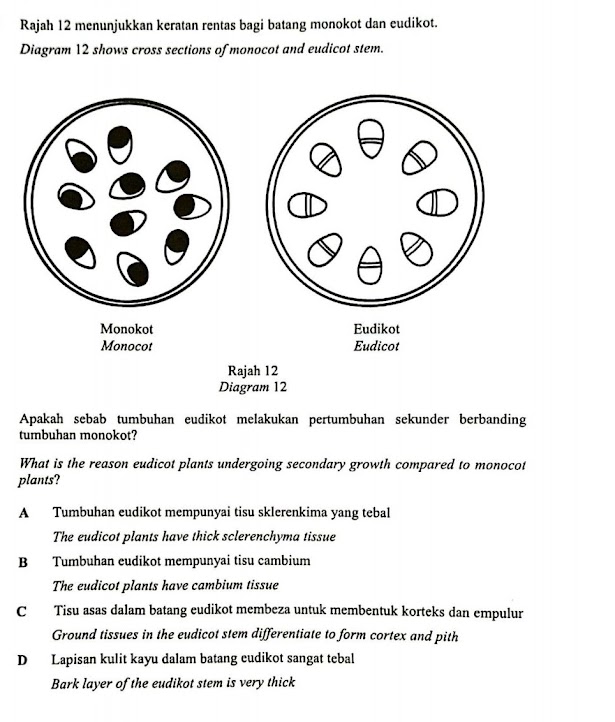 Rajah 12 menunjukkan keratan rentas bagi batang monokot dan eudikot.
Diagram 12 shows cross sections of monocot and eudicot stem.
Monokot
Monocot
Eudikot
Eudicot
Rajah 12
Diagram 12
Apakah sebab tumbuhan eudikot melakukan pertumbuhan sekunder berbanding
tumbuhan monokot?
What is the reason eudicot plants undergoing secondary growth compared to monocot
plants?
A Tumbuhan eudikot mempunyai tisu sklerenkima yang tebal
The eudicot plants have thick sclerenchyma tissue
B Tumbuhan eudikot mempunyai tisu cambium
The eudicot plants have cambium tissue
C Tisu asas dalam batang eudikot membeza untuk membentuk korteks dan empulur
Ground tissues in the eudicot stem differentiate to form cortex and pith
D Lapisan kulit kayu dalam batang eudikot sangat tebal
Bark layer of the eudikot stem is very thick